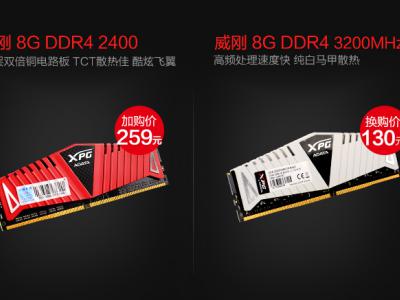 刚 8G DDR4 2400
双倍铜电路板 TCT散热佳 酷炫飞翼
加购价
259元
XPG
ADATA
威刚 8G DDR4 3200MHz
高频处理速度快 纯白马甲散热
换购价
130元
XPG
ADATA
XPG